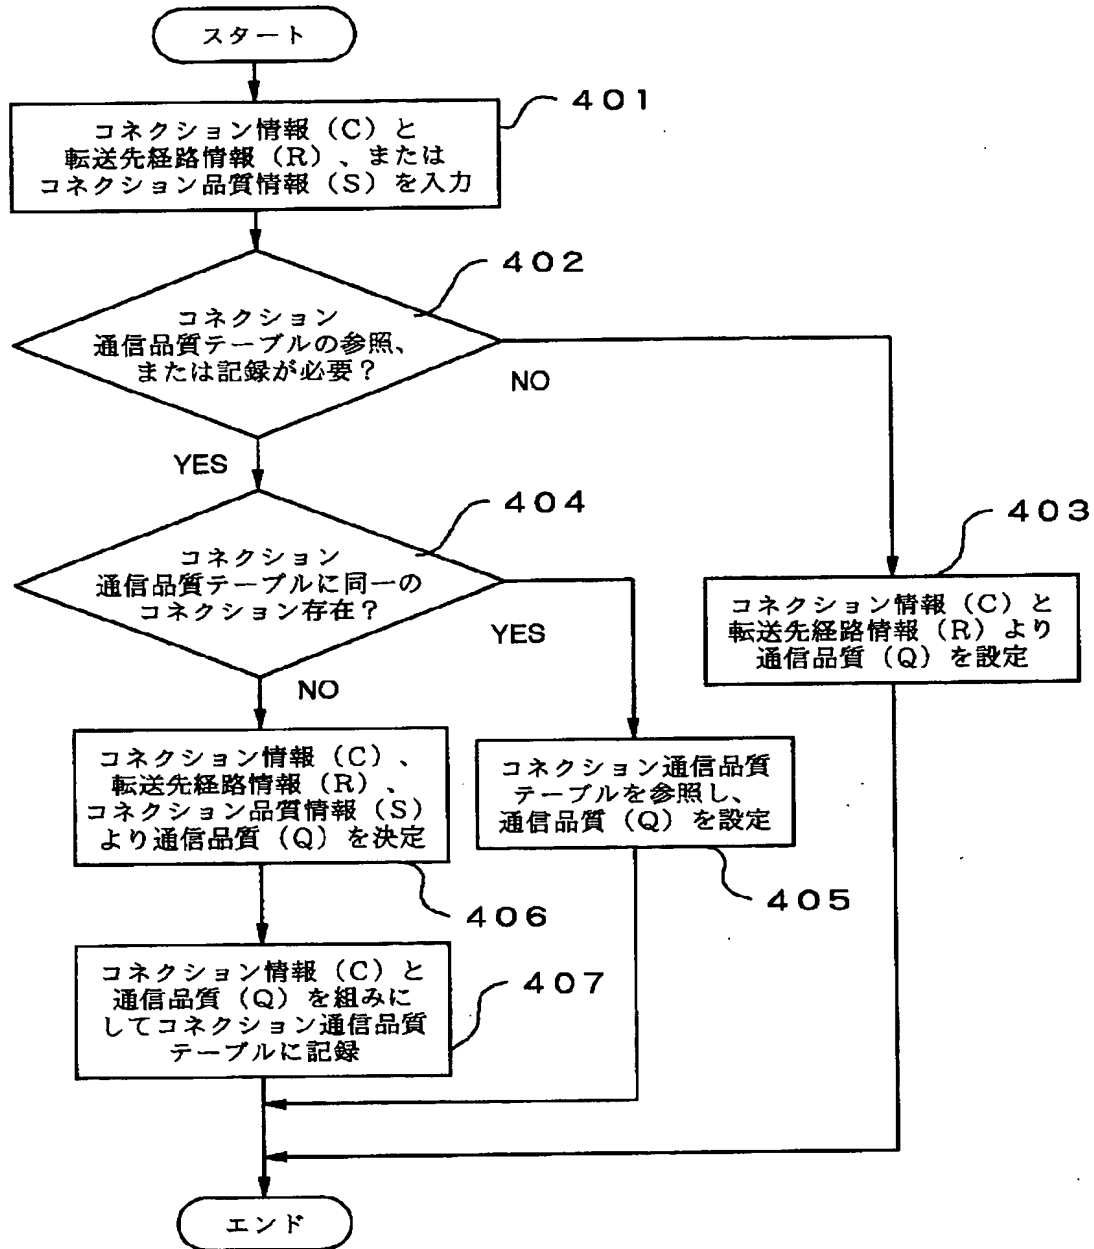 スタート
401
コネクション情報（C）と
転送先経路情報（R）、または
コネクション品質情報（S）を入力
402
コネクション
通信品質テーブルの参照、
または記録が必要？
NO
YES
404
コネクション
通信品質テーブルに同一の
コネクション存在？
YES
NO
403
コネクション情報（C）と
転送先経路情報（R）より
通信品質（Q）を設定
コネクション情報（C）、
転送先経路情報（R）、
コネクション品質情報（S）
より通信品質（Q）を決定
406
コネクション通信品質
テーブルを参照し、
通信品質（Q）を設定
405
コネクション情報（C）と
通信品質（Q）を組みに
してコネクション通信品質
テーブルに記録
407
エンド